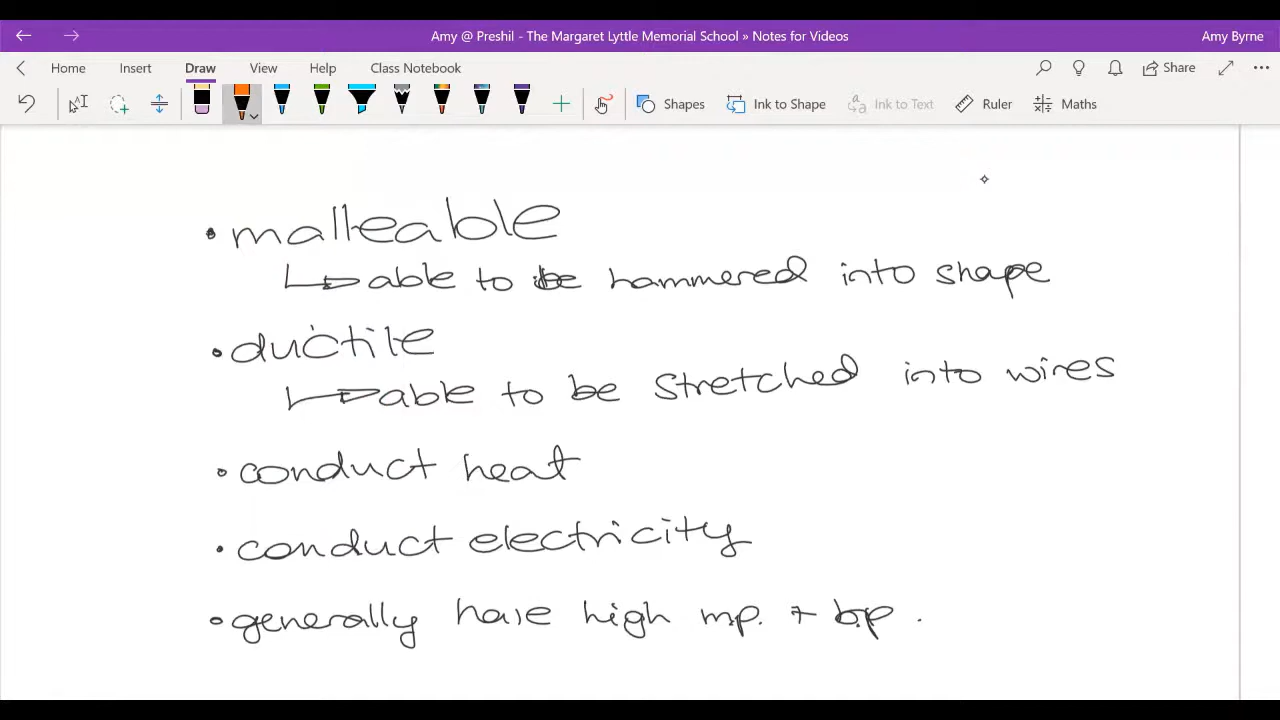 Amy @ Preshil - The Margaret Lyttle Memorial School » Notes for Videos Amy Byrne
Home Insert Draw View Help Class Notebook Share
Shapes Ink to Shape Ink to Text Ruler Maths
• malleable
↳ able to be hammered into shape
• ductile
↳ able to be stretched into wires
• conduct heat
• conduct electricity
• generally have high m.p. + b.p.